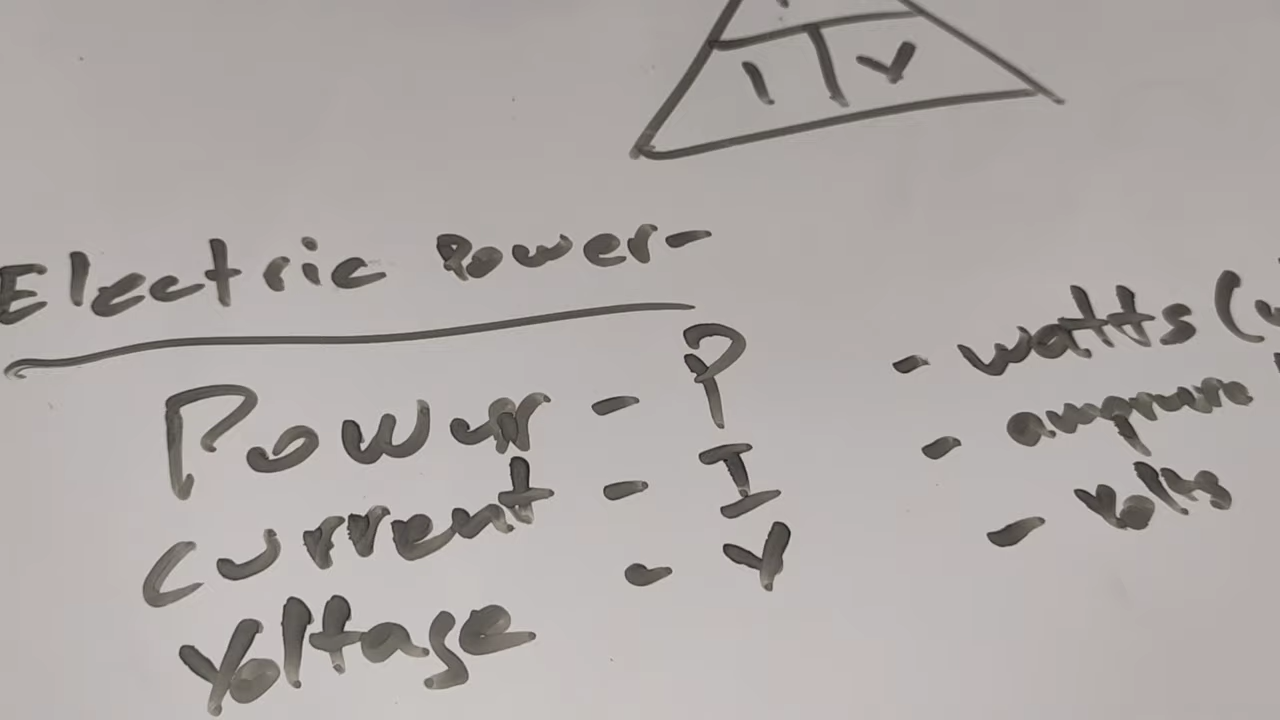 I V
Electric Power-
Power - P - watts (
Current - I - ampere
Voltage - V - Volts